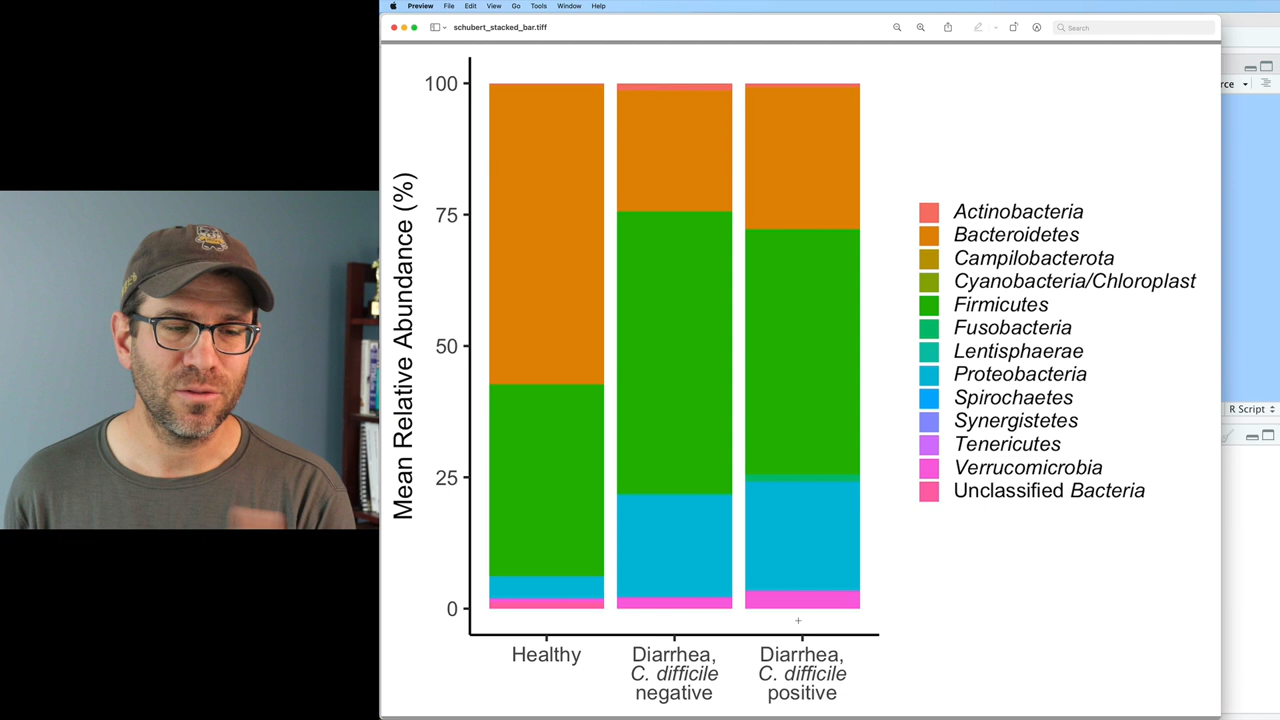 Preview File Edit View Go Tools Window Help
schubert_stacked_bar.tiff
Search
rce
Mean Relative Abundance (%)
100
75
50
25
0
Healthy
Diarrhea,
C. difficile
negative
Diarrhea,
C. difficile
positive
Actinobacteria
Bacteroidetes
Campilobacterota
Cyanobacteria/Chloroplast
Firmicutes
Fusobacteria
Lentisphaerae
Proteobacteria
Spirochaetes
Synergistetes
Tenericutes
Verrucomicrobia
Unclassified Bacteria
R Script